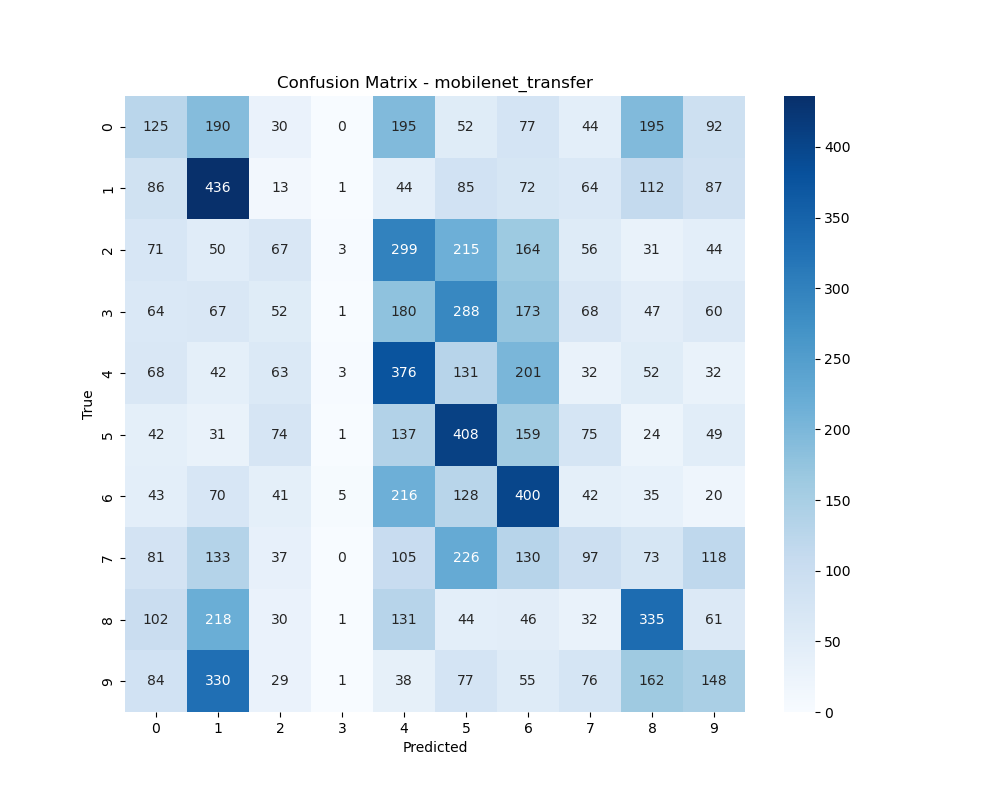 Confusion Matrix - mobilenet_transfer
0 125 190 30 0 195 52 77 44 195 92
1 86 436 13 1 44 85 72 64 112 87
2 71 50 67 3 299 215 164 56 31 44
3 64 67 52 1 180 288 173 68 47 60
4 68 42 63 3 376 131 201 32 52 32
5 42 31 74 1 137 408 159 75 24 49
6 43 70 41 5 216 128 400 42 35 20
7 81 133 37 0 105 226 130 97 73 118
8 102 218 30 1 131 44 46 32 335 61
9 84 330 29 1 38 77 55 76 162 148
0 1 2 3 4 5 6 7 8 9
Predicted
True
400
350
300
250
200
150
100
50
0